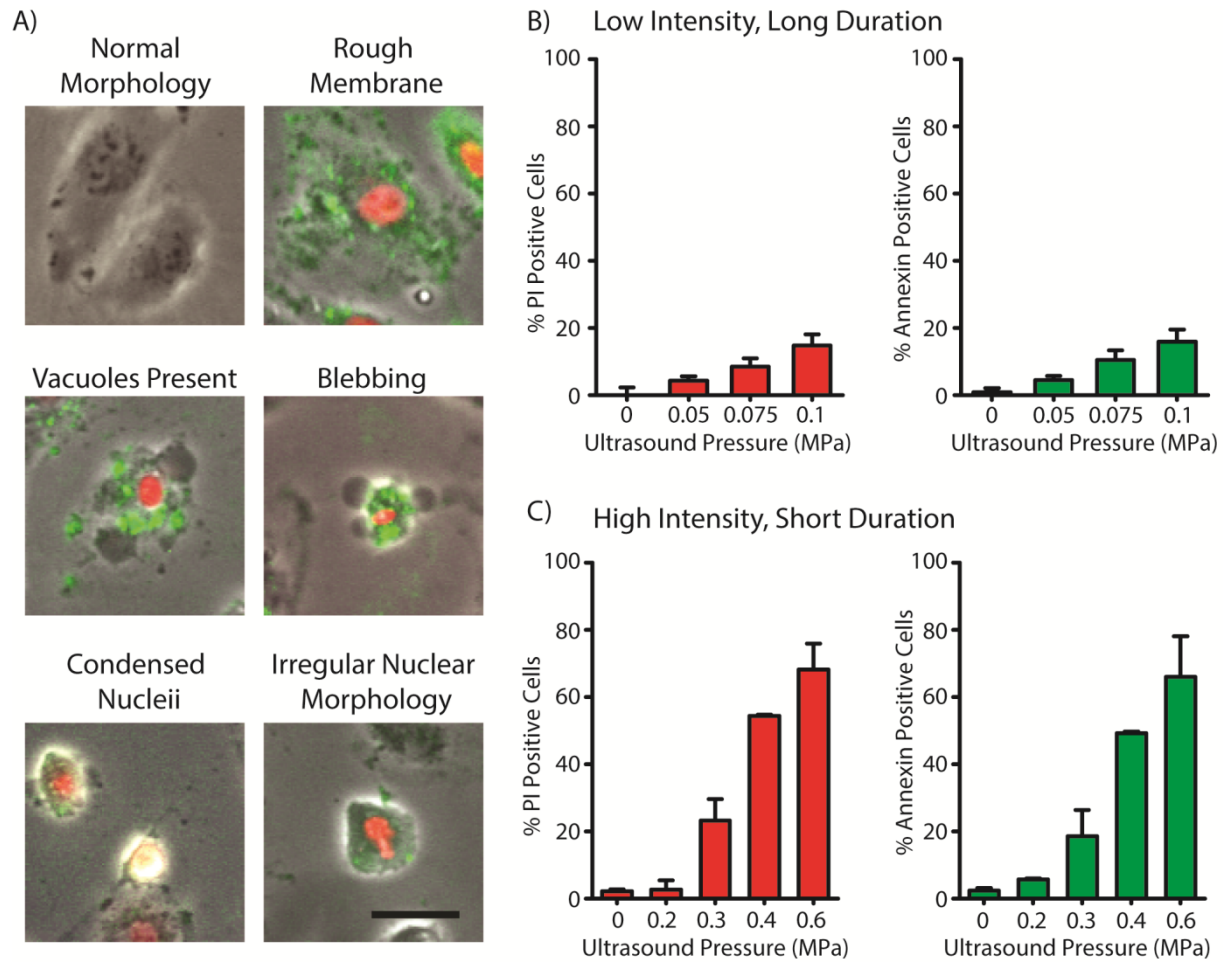 A)
Normal
Morphology
Rough
Membrane
Vacuoles Present
Blebbing
Condensed
Nucleii
Irregular Nuclear
Morphology
B) Low Intensity, Long Duration
% PI Positive Cells
100
80
60
40
20
0
0 0.05 0.075 0.1
Ultrasound Pressure (MPa)
% Annexin Positive Cells
100
80
60
40
20
0
0 0.05 0.075 0.1
Ultrasound Pressure (MPa)
C) High Intensity, Short Duration
% PI Positive Cells
100
80
60
40
20
0
0 0.2 0.3 0.4 0.6
Ultrasound Pressure (MPa)
% Annexin Positive Cells
100
80
60
40
20
0
0 0.2 0.3 0.4 0.6
Ultrasound Pressure (MPa)